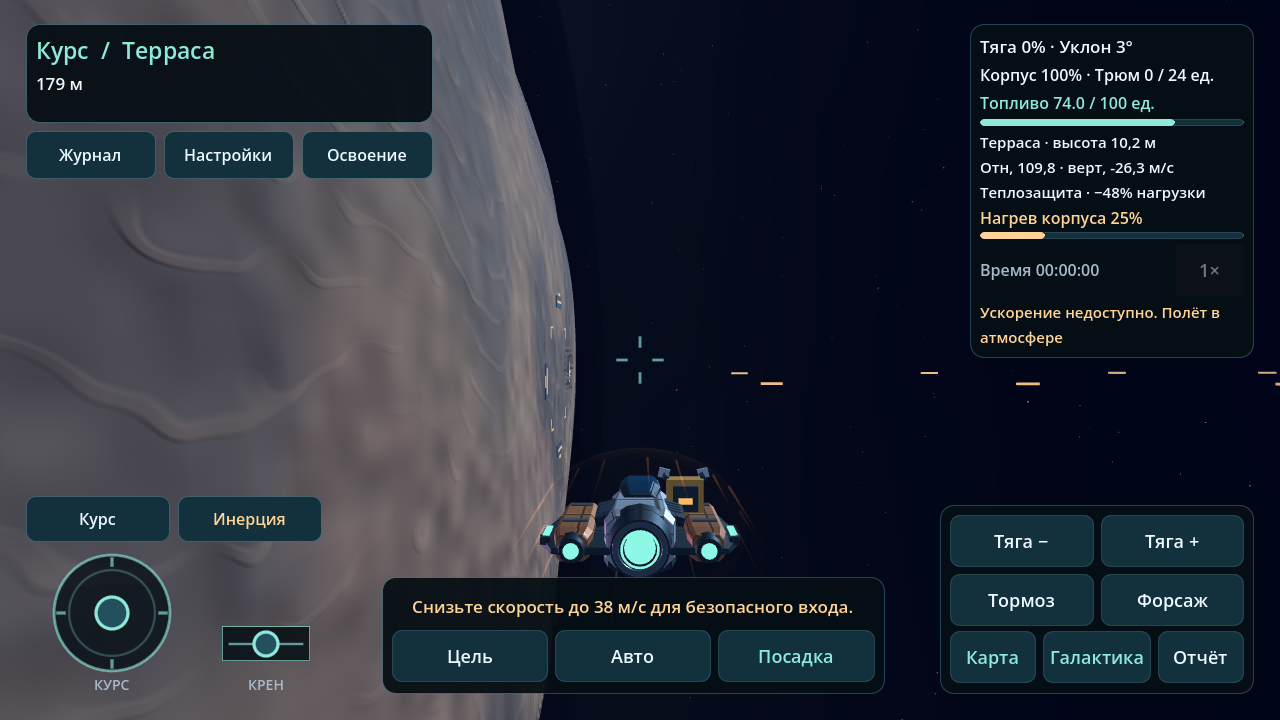 Курс / Терраса
179 м
Журнал
Настройки
Освоение
Тяга 0% · Уклон 3°
Корпус 100% · Трюм 0 / 24 ед.
Топливо 74.0 / 100 ед.
Терраса · высота 10,2 м
Отн, 109,8 · верт, -26,3 м/с
Теплозащита · −48% нагрузки
Нагрев корпуса 25%
Время 00:00:00
1×
Ускорение недоступно. Полёт в
атмосфере
Курс
Инерция
КУРС
КРЕН
Снизьте скорость до 38 м/с для безопасного входа.
Цель
Авто
Посадка
Тяга −
Тяга +
Тормоз
Форсаж
Карта
Галактика
Отчёт